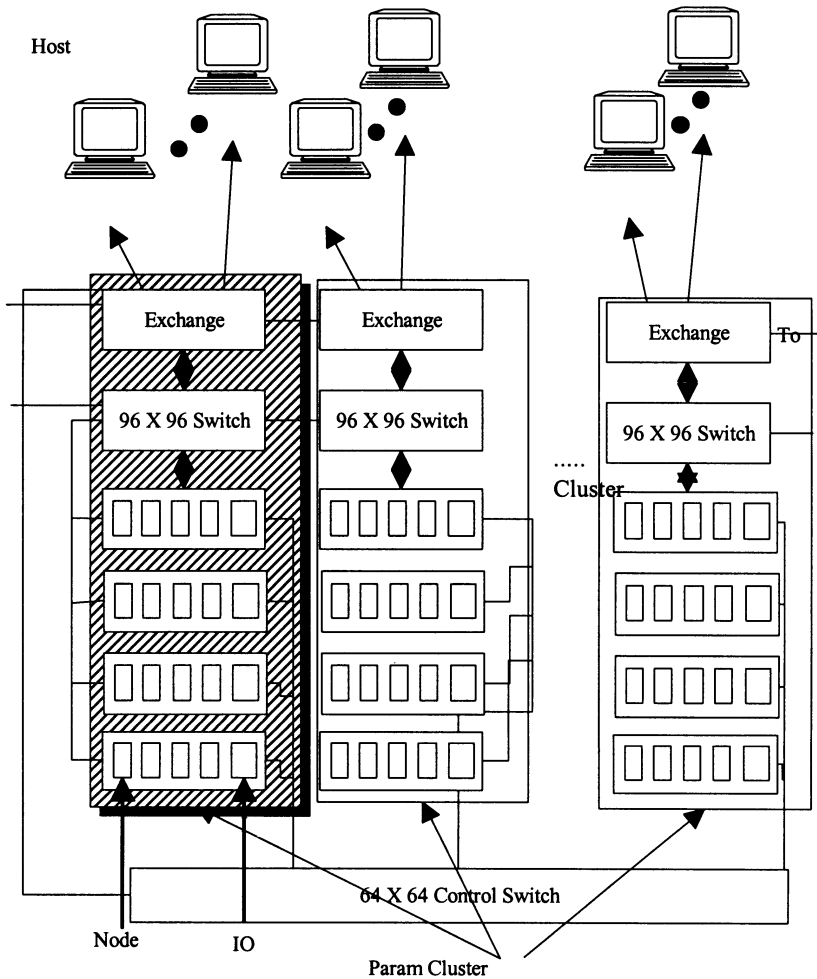 Host
Exchange
Exchange
Exchange
To
96 X 96 Switch
96 X 96 Switch
96 X 96 Switch
.....
Cluster
64 X 64 Control Switch
Node
IO
Param Cluster